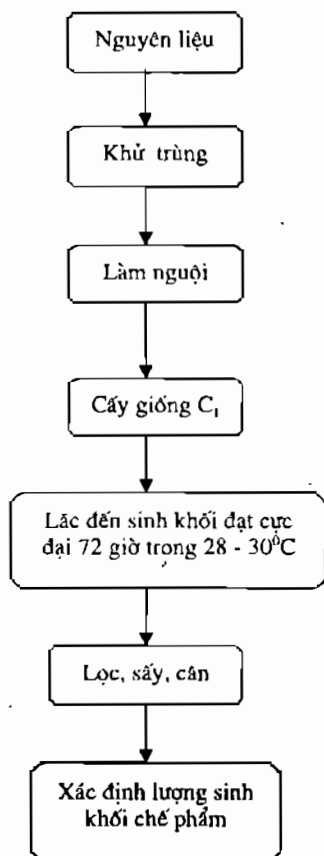 Nguyên liệu
Khử trùng
Làm nguội
Cấy giống C₁
Lắc đến sinh khối đạt cực
đại 72 giờ trong 28 - 30⁰C
Lọc, sấy, cân
Xác định lượng sinh
khối chế phẩm